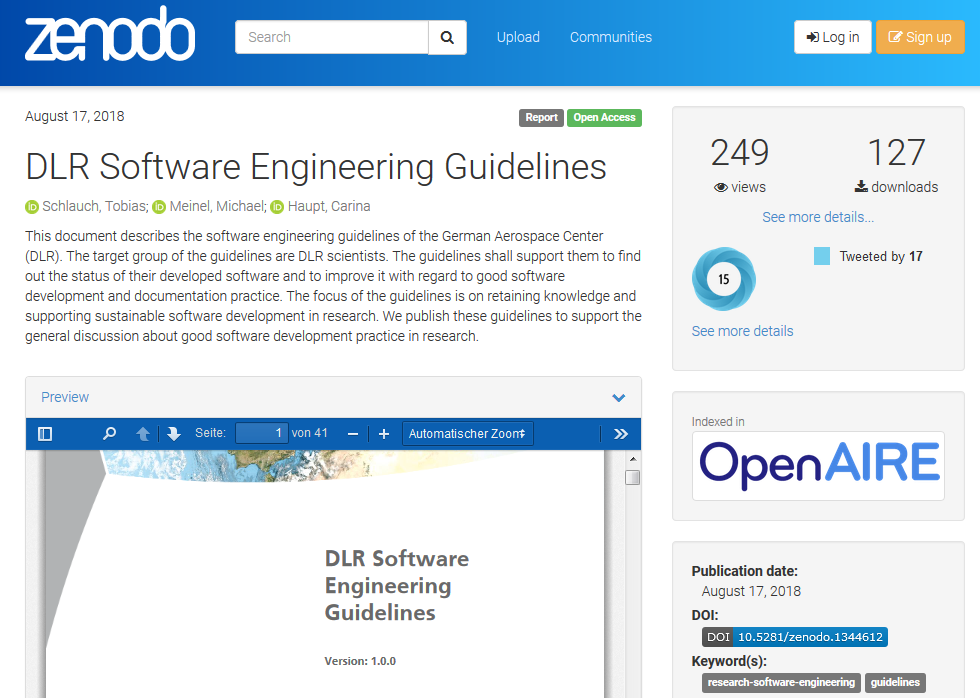 zenodo
Search
Upload
Communities
Log in
Sign up
August 17, 2018
Report
Open Access
DLR Software Engineering Guidelines
iD Schlauch, Tobias; iD Meinel, Michael; iD Haupt, Carina
This document describes the software engineering guidelines of the German Aerospace Center
(DLR). The target group of the guidelines are DLR scientists. The guidelines shall support them to find
out the status of their developed software and to improve it with regard to good software
development and documentation practice. The focus of the guidelines is on retaining knowledge and
supporting sustainable software development in research. We publish these guidelines to support the
general discussion about good software development practice in research.
Preview
Seite: 1 von 41
Automatischer Zoom
DLR Software
Engineering
Guidelines
Version: 1.0.0
249
views
127
downloads
See more details...
15
Tweeted by 17
See more details
Indexed in
OpenAIRE
Publication date:
August 17, 2018
DOI:
DOI 10.5281/zenodo.1344612
Keyword(s):
research-software-engineering
guidelines